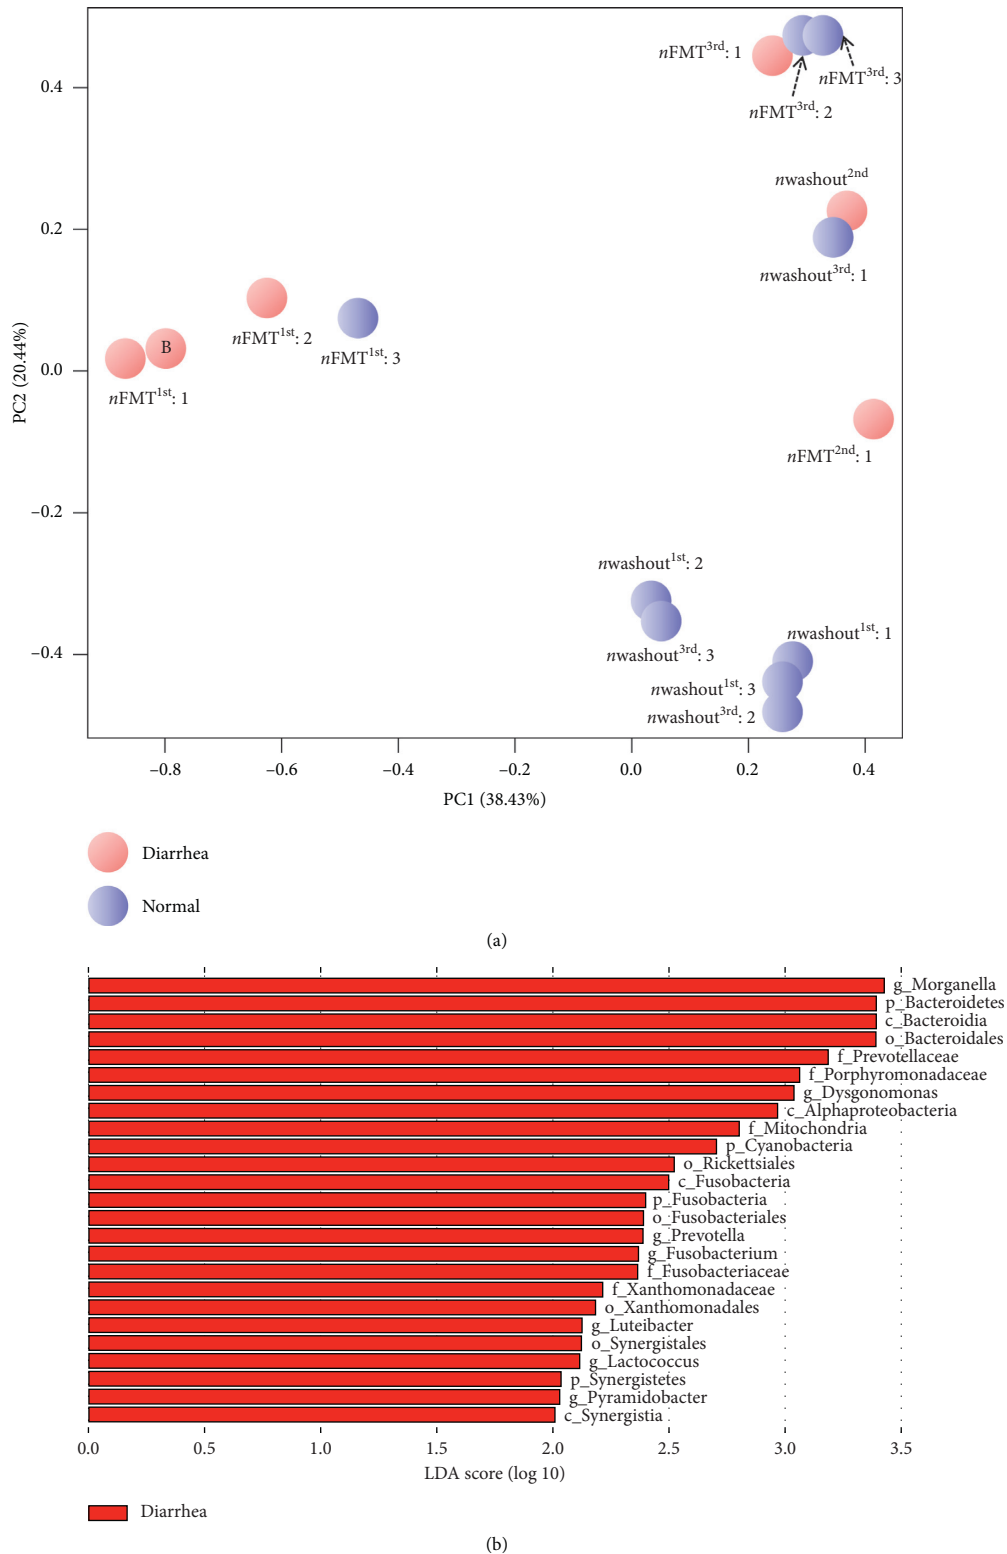 nFMT3rd: 1
nFMT3rd: 3
nFMT3rd: 2
0.4
nwashout2nd
0.2
nwashout3rd: 1
nFMT1st: 2
B
nFMT1st: 3
0.0
nFMT1st: 1
PC2 (20.44%)
nFMT2nd: 1
–0.2
nwashout1st: 2
nwashout1st: 1
–0.4
nwashout3rd: 3
nwashout1st: 3
nwashout3rd: 2
–0.8 –0.6 –0.4 –0.2 0.0 0.2 0.4
PC1 (38.43%)
Diarrhea
Normal
(a)
g_Morganella
p_Bacteroidetes
c_Bacteroidia
o_Bacteroidales
f_Prevotellaceae
f_Porphyromonadaceae
g_Dysgonomonas
c_Alphaproteobacteria
f_Mitochondria
p_Cyanobacteria
o_Rickettsiales
c_Fusobacteria
p_Fusobacteria
o_Fusobacteriales
g_Prevotella
g_Fusobacterium
f_Fusobacteriaceae
f_Xanthomonadaceae
o_Xanthomonadales
g_Luteibacter
o_Synergistales
g_Lactococcus
p_Synergistetes
g_Pyramidobacter
c_Synergistia
0.0 0.5 1.0 1.5 2.0 2.5 3.0 3.5
LDA score (log 10)
Diarrhea
(b)